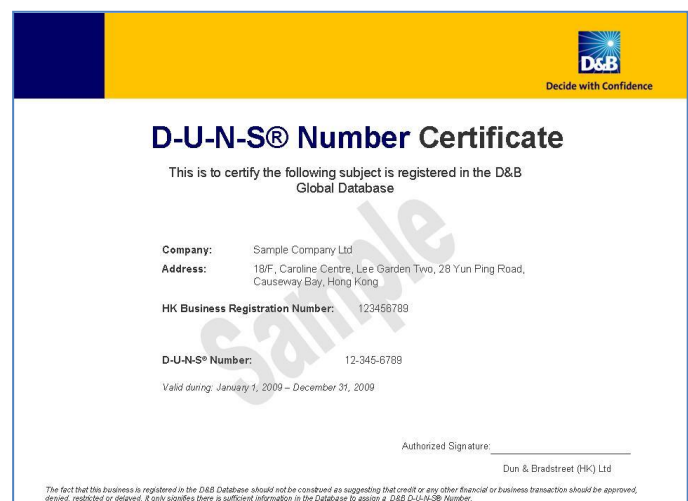 D&B
Decide with Confidence
D-U-N-S® Number Certificate
This is to certify the following subject is registered in the D&B
Global Database
Sample
Company: Sample Company Ltd
Address: 18/F, Caroline Centre, Lee Garden Two, 28 Yun Ping Road,
Causeway Bay, Hong Kong
HK Business Registration Number: 123456789
D-U-N-S® Number: 12-345-6789
Valid during: January 1, 2009 – December 31, 2009
Authorized Signature:
Dun & Bradstreet (HK) Ltd
The fact that this business is registered in the D&B Database should not be construed as suggesting that credit or any other financial or business transaction should be approved,
denied, restricted or delayed. It only signifies there is sufficient information in the Database to assign a D&B D-U-N-S® Number.